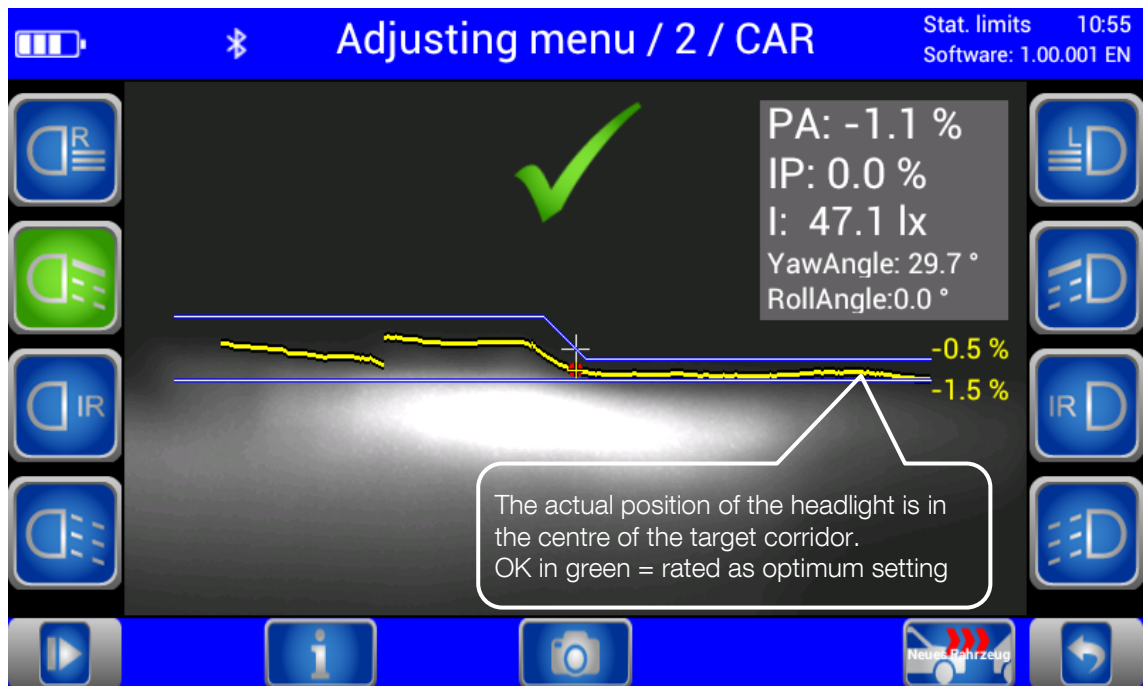 Adjusting menu / 2 / CAR
Stat. limits 10:55
Software: 1.00.001 EN
R
L
PA: -1.1 %
IP: 0.0 %
I: 47.1 lx
YawAngle: 29.7 °
RollAngle:0.0 °
-0.5 %
-1.5 %
IR
IR
The actual position of the headlight is in
the centre of the target corridor.
OK in green = rated as optimum setting
i
Neues Fahrzeug